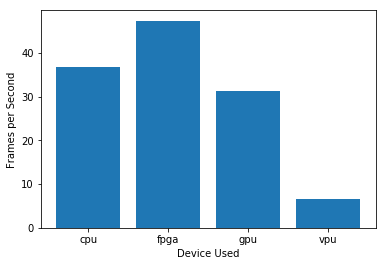 Frames per Second
40
30
20
10
0
cpu fpga gpu vpu
Device Used